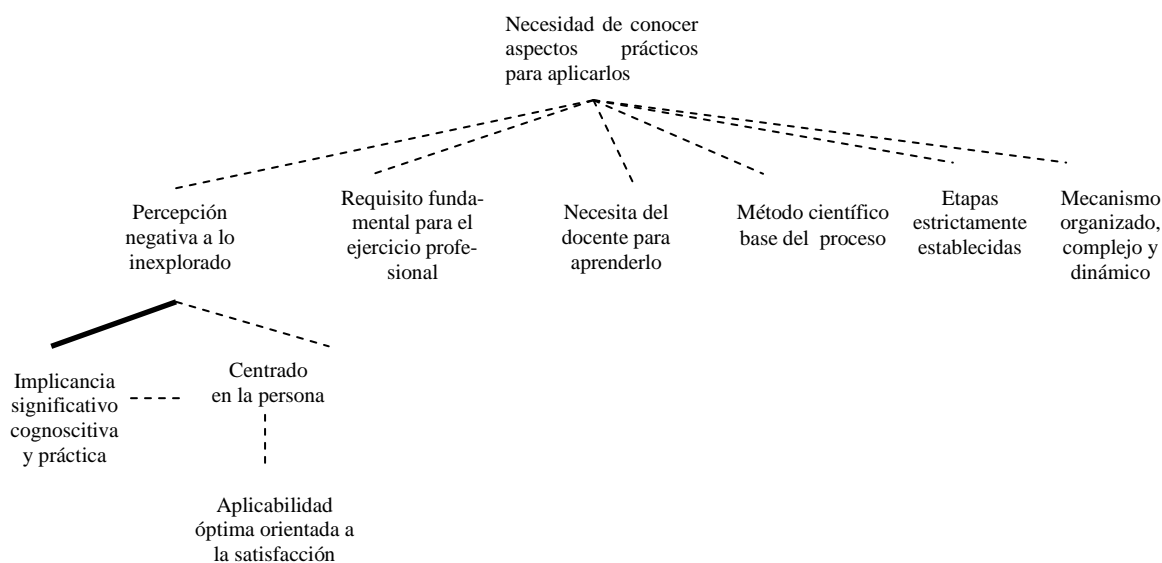 Necesidad de conocer
aspectos prácticos
para aplicarlos
Percepción
negativa a lo
inexplorado
Requisito funda-
mental para el
ejercicio profe-
sional
Necesita del
docente para
aprenderlo
Método científico
base del proceso
Etapas
estrictamente
establecidas
Mecanismo
organizado,
complejo y
dinámico
Implicancia
significativo
cognoscitiva
y práctica
Centrado
en la persona
Aplicabilidad
óptima orientada a
la satisfacción